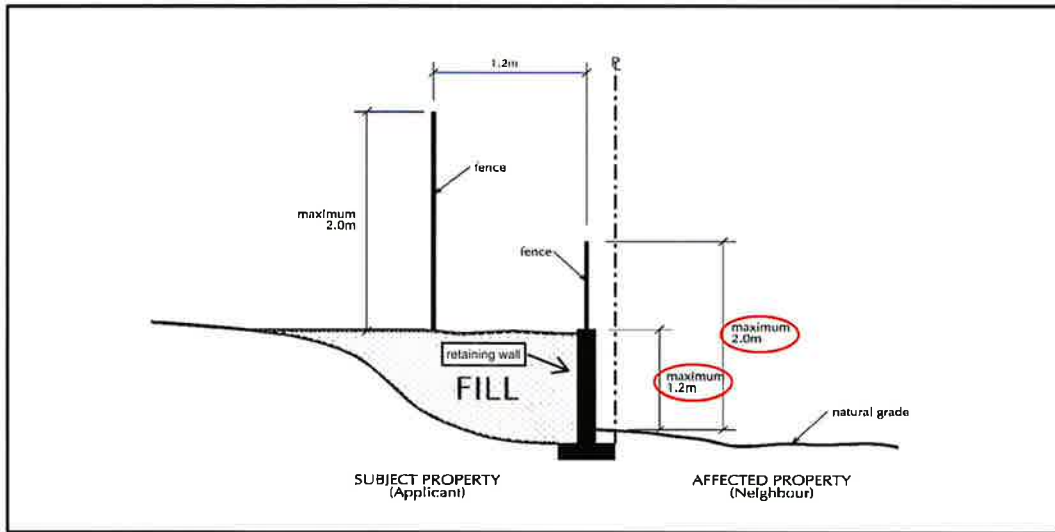 1.2m
PL
fence
maximum
2.0m
fence
maximum
2.0m
retaining wall
maximum
1.2m
FILL
natural grade
SUBJECT PROPERTY
(Applicant)
AFFECTED PROPERTY
(Neighbour)